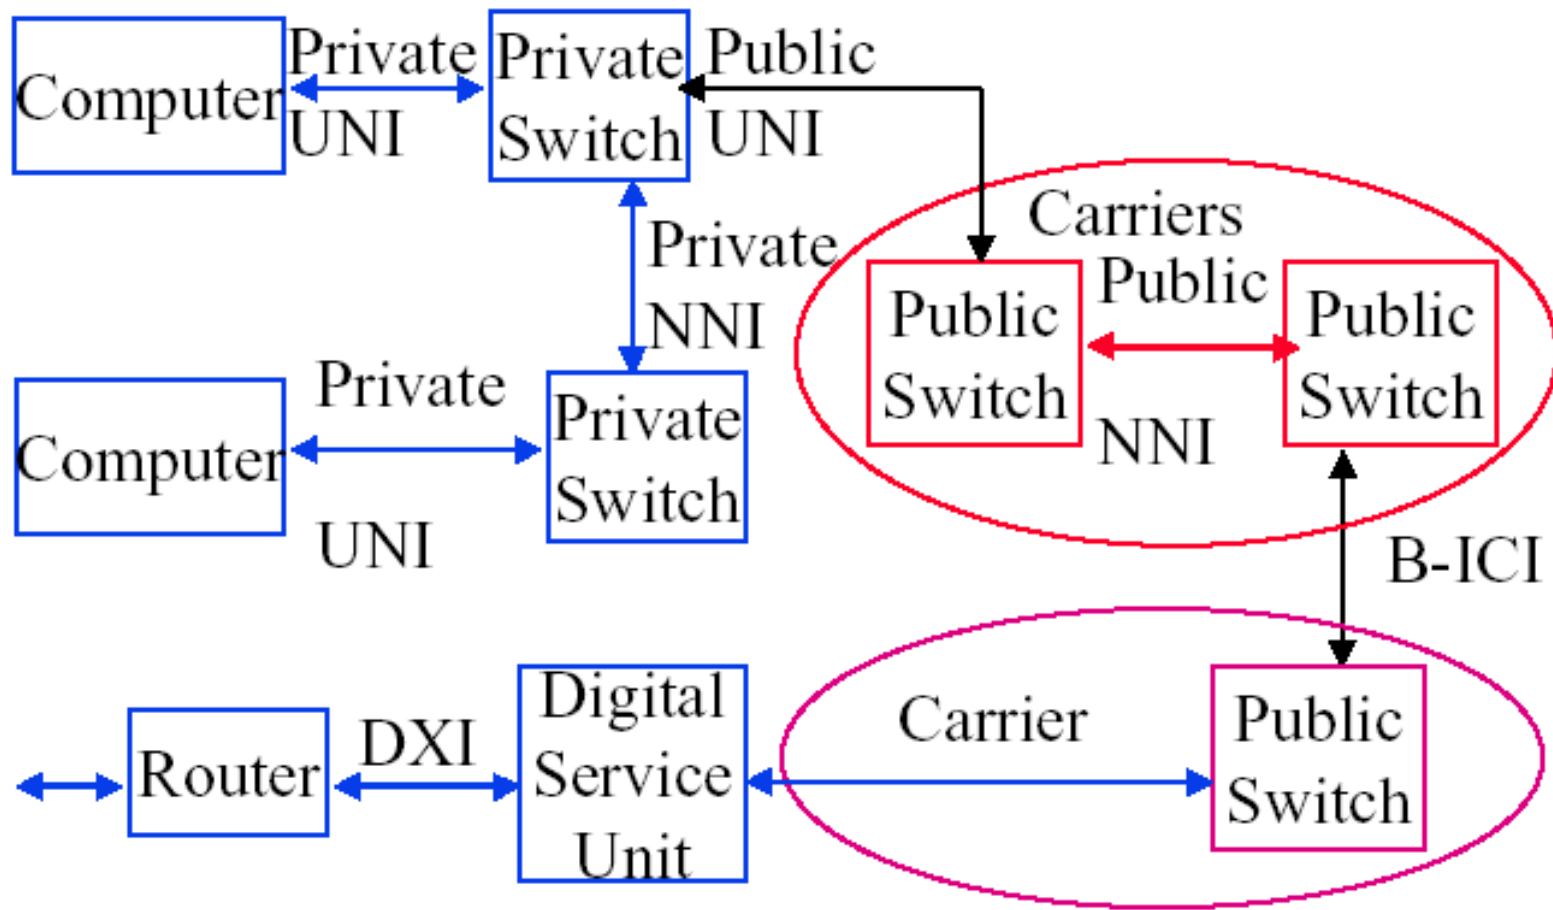 Computer
Private
UNI
Private
Switch
Public
UNI
Private
NNI
Carriers
Public
Switch
Public
NNI
Public
Switch
Computer
Private
UNI
Private
Switch
B-ICI
Router
DXI
Digital
Service
Unit
Carrier
Public
Switch